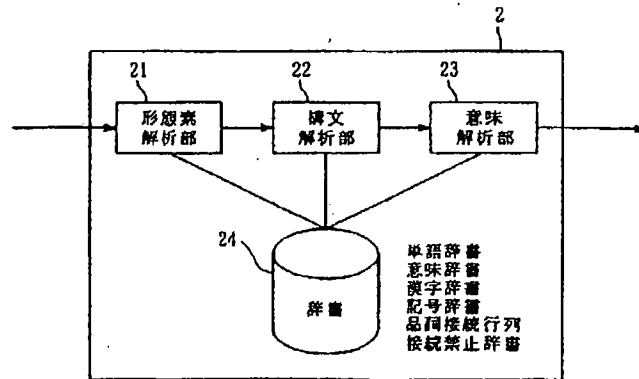 2
21
22
23
形態素
解析部
構文
解析部
意味
解析部
24
辞書
単語辞書
意味辞書
漢字辞書
記号辞書
品詞接続行列
接続禁止辞書